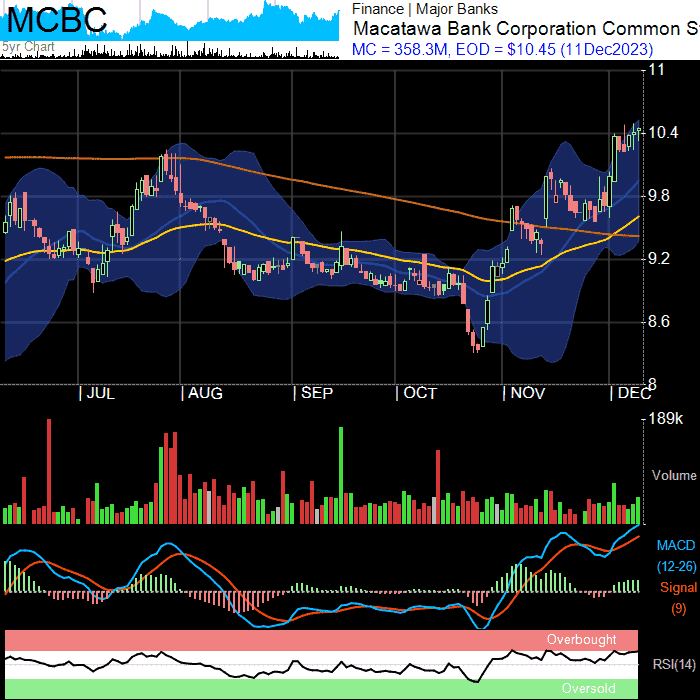 MCBC
5yr Chart
Finance | Major Banks
Macatawa Bank Corporation Common S
MC = 358.3M, EOD = $10.45 (11Dec2023)
11
10.4
9.8
9.2
8.6
8
JUL AUG SEP OCT NOV DEC
189k
Volume
MACD
(12-26)
Signal
(9)
Overbought
RSI(14)
Oversold